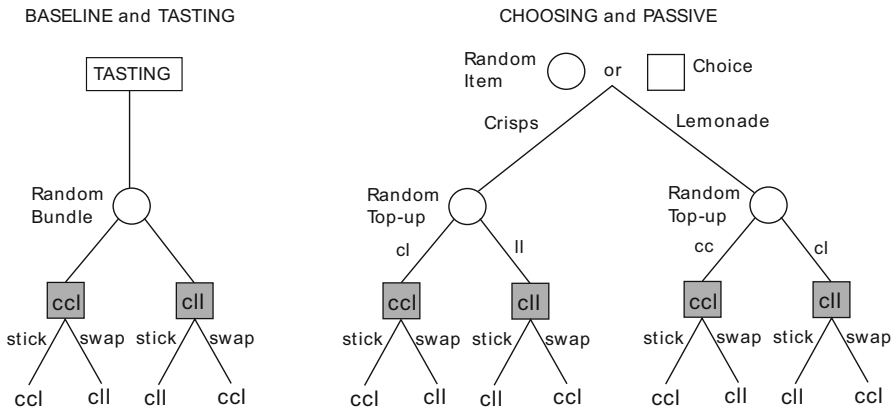 BASELINE and TASTING
TASTING
Random
Bundle
ccl
cll
stick
swap
stick
swap
ccl
cll
cll
ccl
CHOOSING and PASSIVE
Random
Item
or
Choice
Crisps
Lemonade
Random
Top-up
Random
Top-up
cl
ll
cc
cl
ccl
cll
ccl
cll
stick
swap
stick
swap
stick
swap
stick
swap
ccl
cll
cll
ccl
ccl
cll
cll
ccl